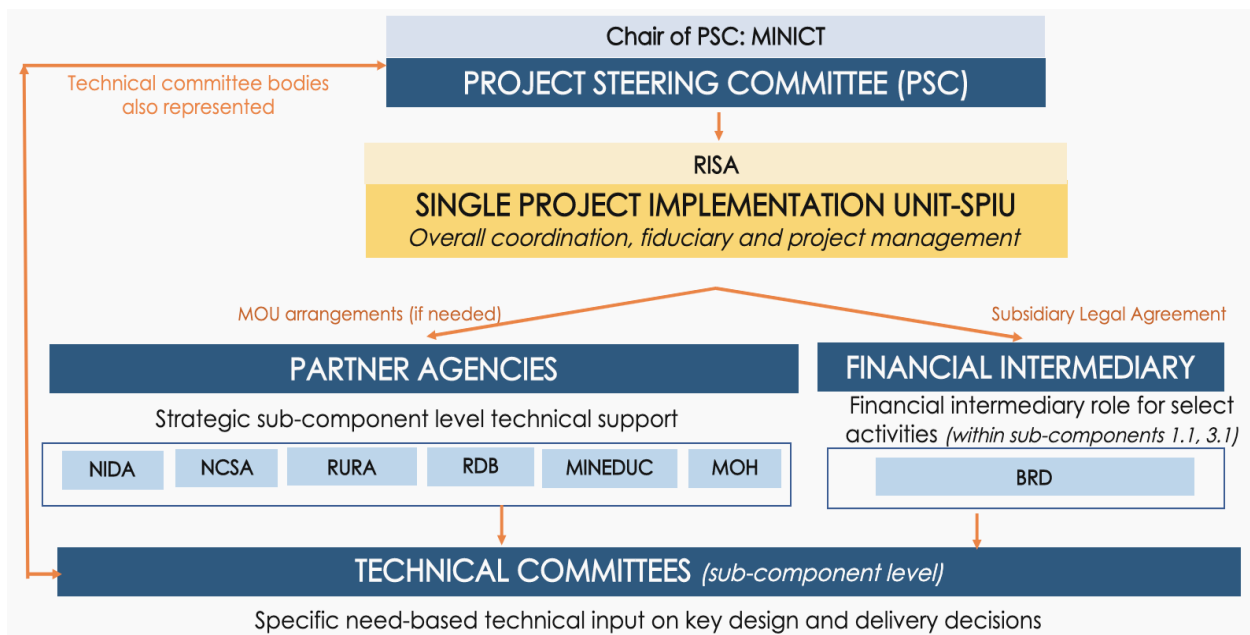 Chair of PSC: MINICT
PROJECT STEERING COMMITTEE (PSC)
Technical committee bodies
also represented
RISA
SINGLE PROJECT IMPLEMENTATION UNIT-SPIU
Overall coordination, fiduciary and project management
MOU arrangements (if needed)
Subsidiary Legal Agreement
PARTNER AGENCIES
Strategic sub-component level technical support
NIDA
NCSA
RURA
RDB
MINEDUC
MOH
FINANCIAL INTERMEDIARY
Financial intermediary role for select
activities (within sub-components 1.1, 3.1)
BRD
TECHNICAL COMMITTEES (sub-component level)
Specific need-based technical input on key design and delivery decisions